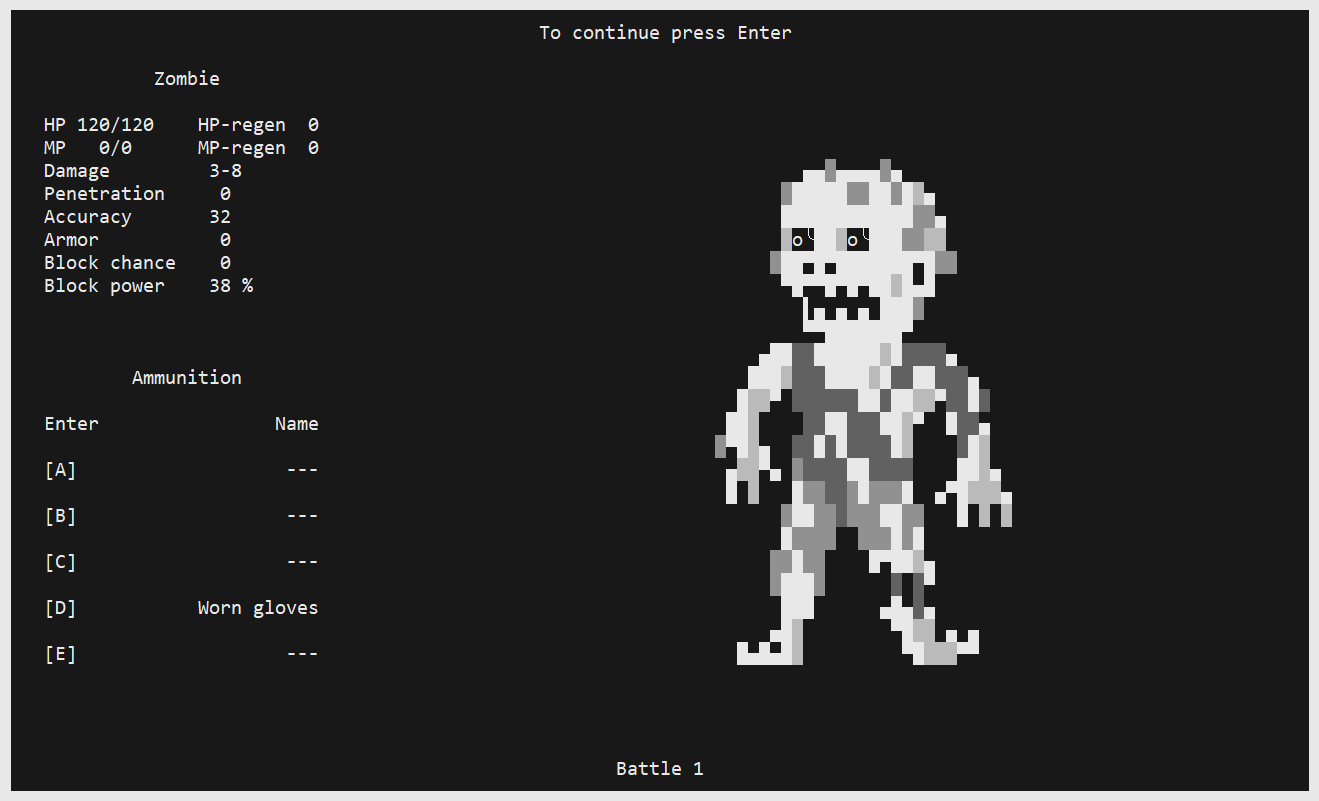 To continue press Enter
Zombie
HP 120/120 HP-regen 0
MP 0/0 MP-regen 0
Damage 3-8
Penetration 0
Accuracy 32
Armor 0
Block chance 0
Block power 38 %
Ammunition
Enter Name
[A] ---
[B] ---
[C] ---
[D] Worn gloves
[E] ---
Battle 1